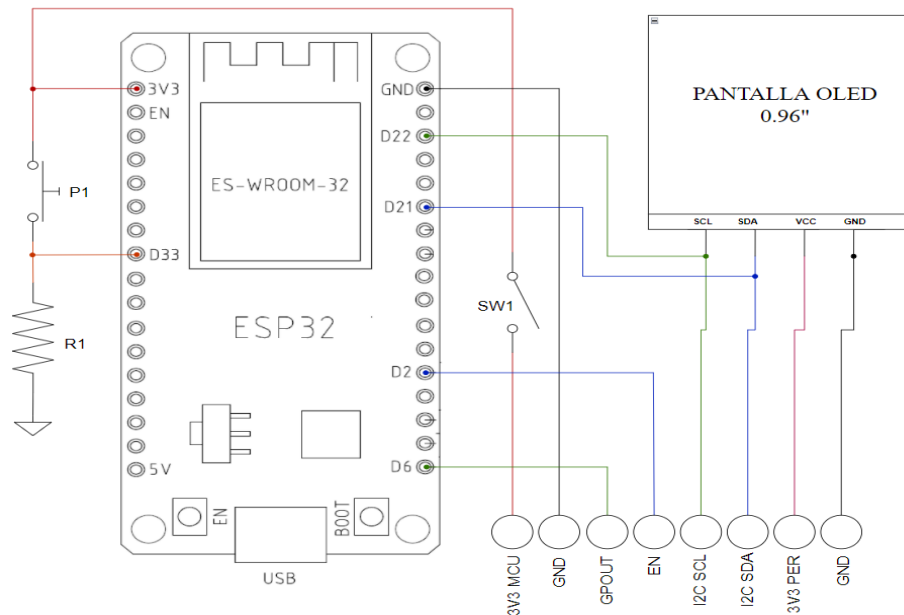 3V3
EN
P1
D33
R1
5V
EN
BOOT
USB
ES-WROOM-32
ESP32
GND
D22
D21
D2
D6
SW1
PANTALLA OLED
0.96"
SCL SDA VCC GND
3V3 MCU
GND
GPOUT
EN
I2C SCL
I2C SDA
3V3 PER
GND